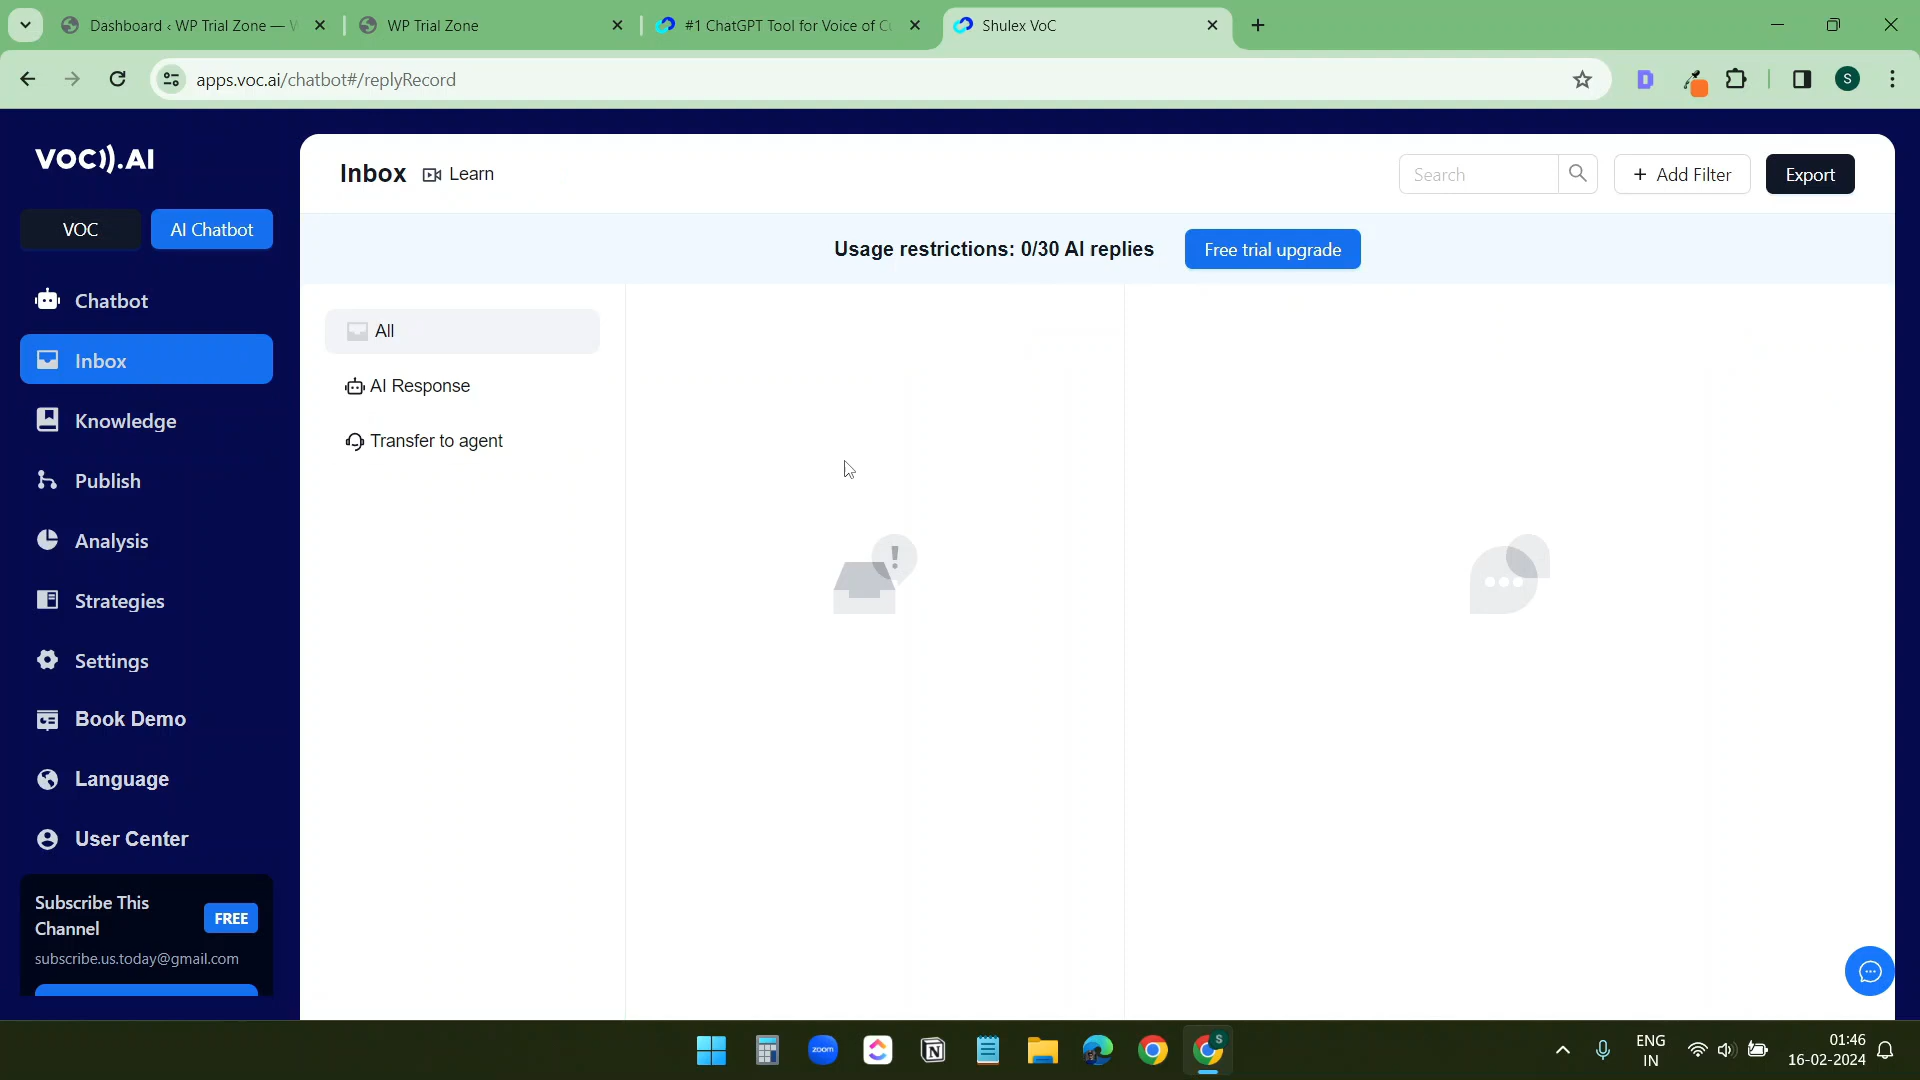 Dashboard ‹ WP Trial Zone —
WP Trial Zone
#1 ChatGPT Tool for Voice of
Shulex VoC
apps.voc.ai/chatbot#/replyRecord
D
S
VOC.AI
VOC
AI Chatbot
Chatbot
Inbox
Knowledge
Publish
Analysis
Strategies
Settings
Book Demo
Language
User Center
Subscribe This
Channel
FREE
subscribe.us.today@gmail.com
Inbox
Learn
Search
+ Add Filter
Export
Usage restrictions: 0/30 AI replies
Free trial upgrade
All
AI Response
Transfer to agent
zoom
N
S
ENG
IN
01:46
16-02-2024